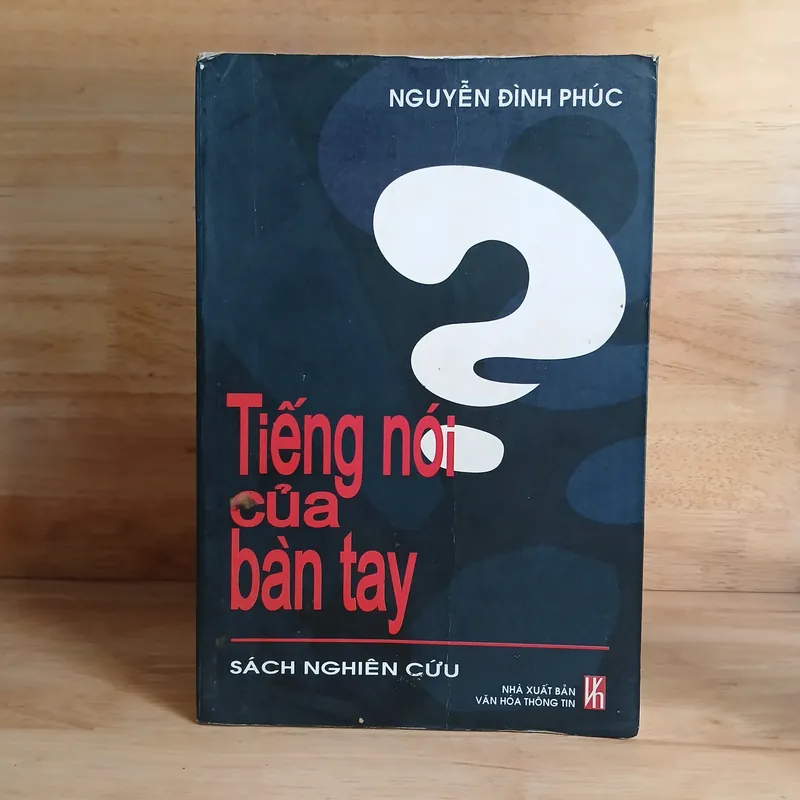 NGUYỄN ĐÌNH PHÚC
Tiếng nói
của
bàn tay
SÁCH NGHIÊN CỨU
NHÀ XUẤT BẢN
VĂN HÓA THÔNG TIN